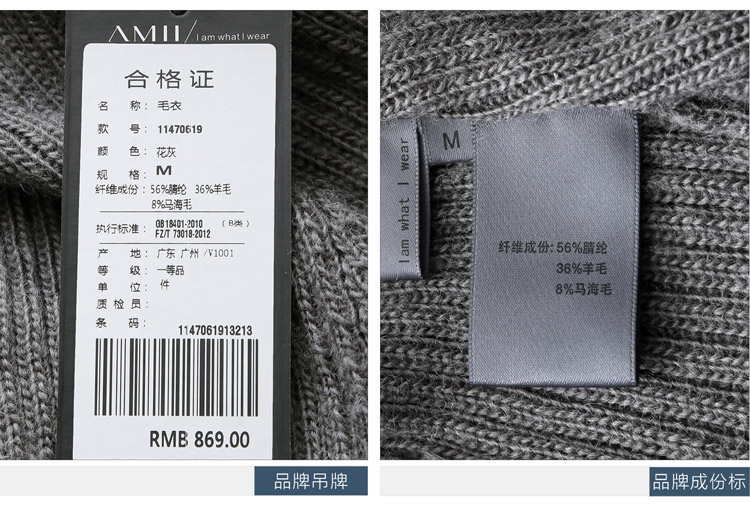 AMII/ I am what I wear
合格证
名 称： 毛衣
款 号： 11470619
颜 色： 花灰
规 格： M
纤维成份： 56%腈纶 36%羊毛
8%马海毛
执行标准： GB18401-2010 （B类）
FZ/T 73018-2012
产 地： 广东 广州 /V1001
等 级： 一等品
单 位： 件
质 检 员：
条 码：
1147061913213
RMB 869.00
品牌吊牌
I am what I wear
M
纤维成份: 56%腈纶
36%羊毛
8%马海毛
品牌成份标